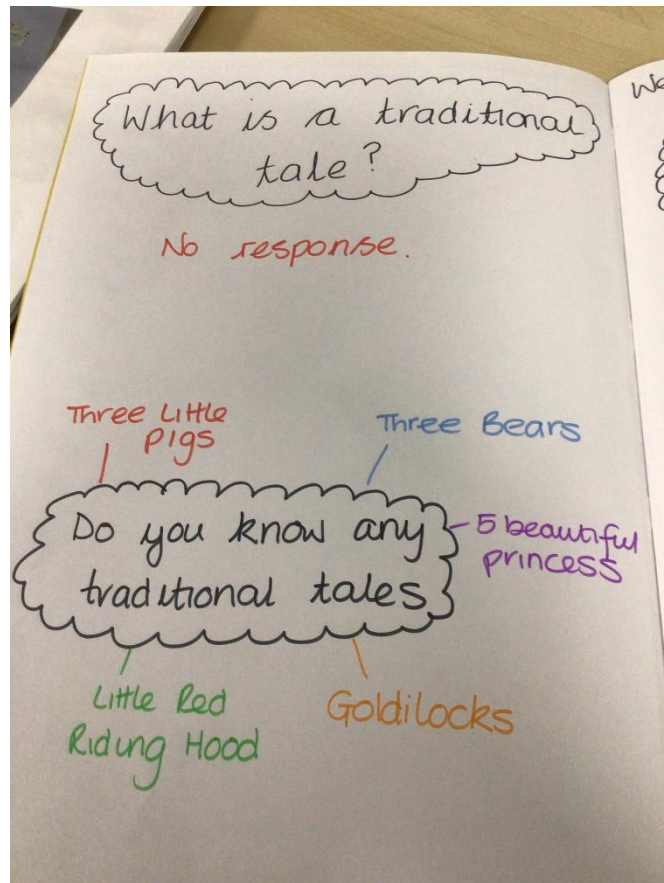 What is a traditional
tale?
No response.
Three Little
Pigs
Three Bears
Do you know any
traditional tales
5 beautiful
princess
Little Red
Riding Hood
Goldilocks